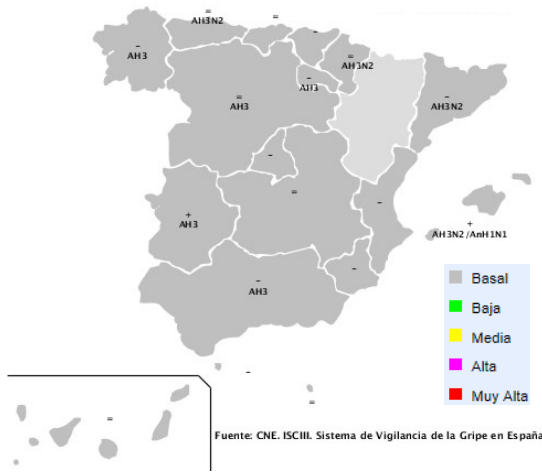 =
AH3N2
=
–
–
AH3
=
AH3N2
–
AH3
=
AH3
–
AH3N2
–
=
–
+
AH3
+
AH3N2/AnH1N1
–
–
AH3
Basal
Baja
Media
Alta
Muy Alta
–
=
=
Fuente: CNE. ISCIII. Sistema de Vigilancia de la Gripe en España